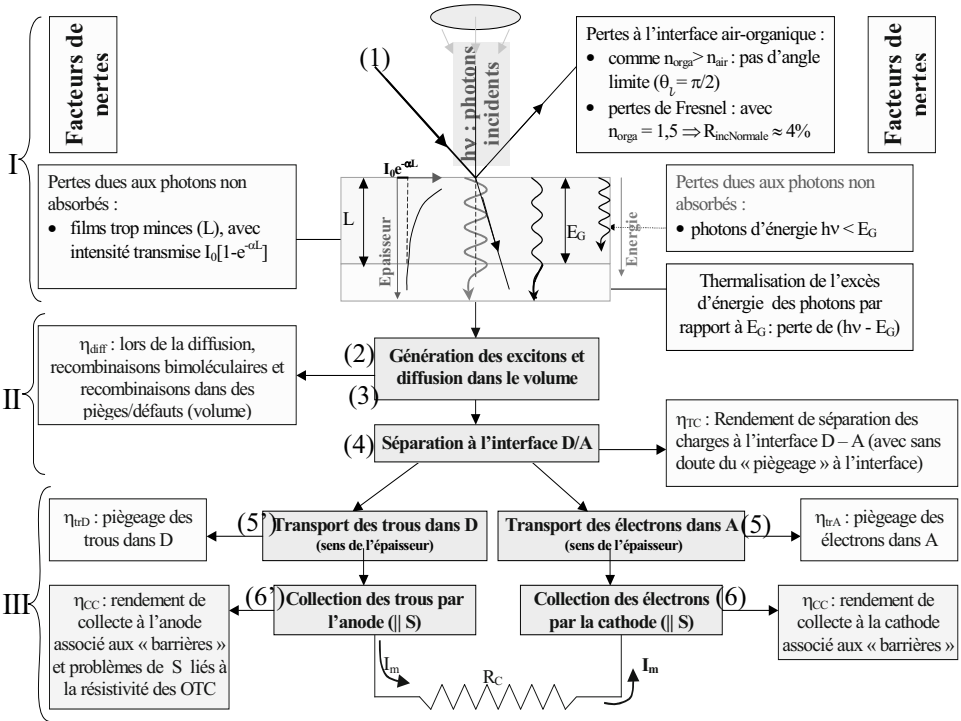 Facteurs de
pertes
hν : photons
incidents
(1)
Pertes à l'interface air-organique :
• comme n_orga > n_air : pas d'angle
limite (θ_l = π/2)
• pertes de Fresnel : avec
n_orga = 1,5 ⇒ R_incNormale ≈ 4%
Facteurs de
pertes
I
Pertes dues aux photons non
absorbés :
• films trop minces (L), avec
intensité transmise I₀[1-e^-αL]
I₀e^-αL
L
Epaisseur
E_G
Energie
Pertes dues aux photons non
absorbés :
• photons d'énergie hν < E_G
Thermalisation de l'excès
d'énergie des photons par
rapport à E_G : perte de (hν - E_G)
II
η_diff : lors de la diffusion,
recombinaisons bimoléculaires et
recombinaisons dans des
pièges/défauts (volume)
(2)
Génération des excitons et
diffusion dans le volume
(3)
(4)
Séparation à l'interface D/A
η_TC : Rendement de séparation des
charges à l'interface D – A (avec sans
doute du « piègeage » à l'interface)
III
η_trD : piègeage des
trous dans D
(5')
Transport des trous dans D
(sens de l'épaisseur)
Transport des électrons dans A
(sens de l'épaisseur)
(5)
η_trA : piègeage des
électrons dans A
η_CC : rendement de
collecte à l'anode
associé aux « barrières »
et problèmes de S liés à
la résistivité des OTC
(6')
Collection des trous par
l'anode (|| S)
Collection des électrons
par la cathode (|| S)
(6)
η_CC : rendement de
collecte à la cathode
associé aux « barrières »
I_m
R_C
I_m